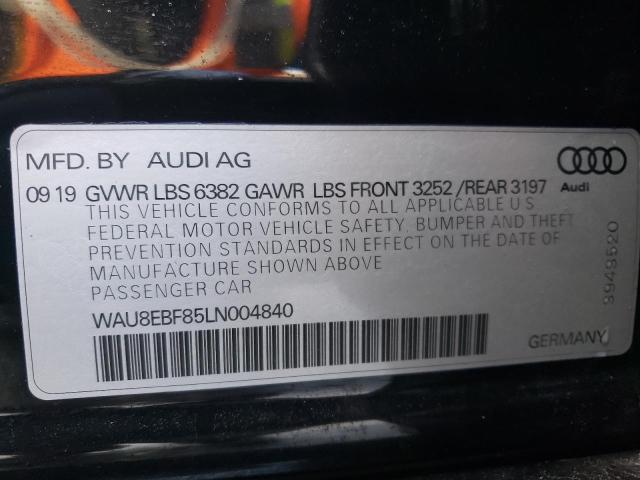 MFD. BY AUDI AG
09 19 GVWR LBS 6382 GAWR LBS FRONT 3252 /REAR 3197
Audi
THIS VEHICLE CONFORMS TO ALL APPLICABLE U S
FEDERAL MOTOR VEHICLE SAFETY, BUMPER AND THEFT
PREVENTION STANDARDS IN EFFECT ON THE DATE OF
MANUFACTURE SHOWN ABOVE
PASSENGER CAR
WAU8EBF85LN004840
GERMANY
3949520